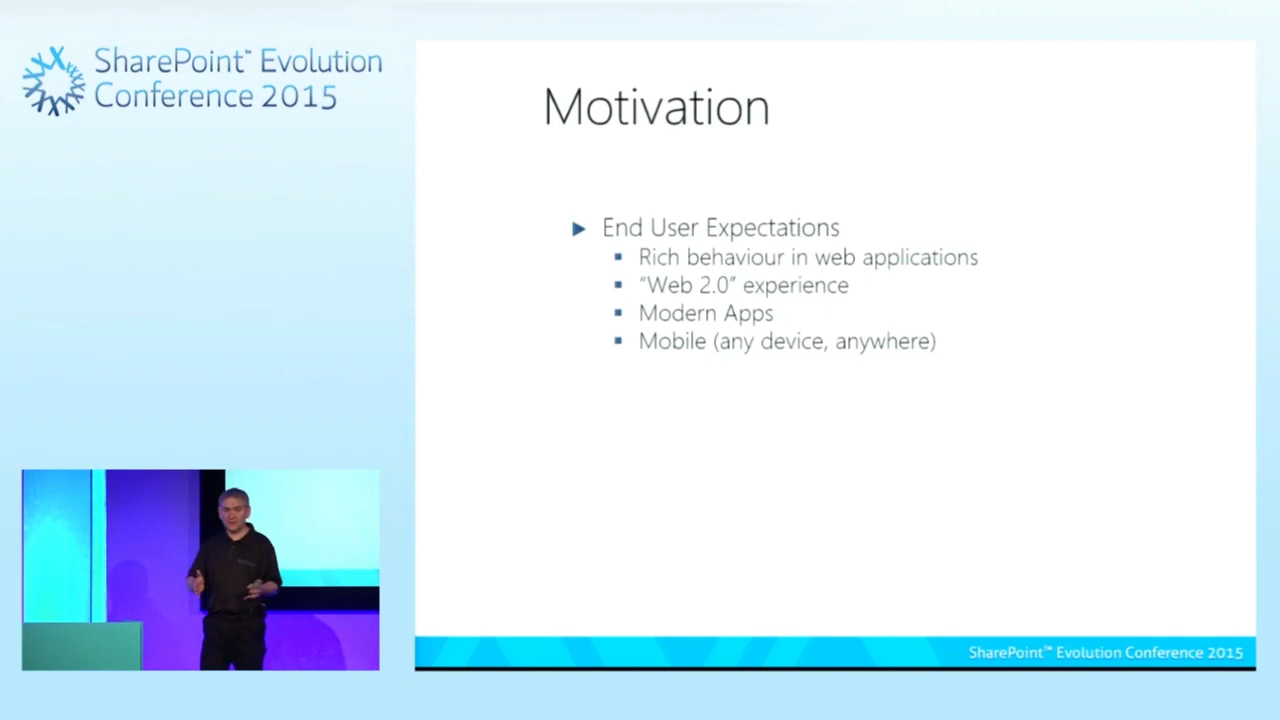 SharePoint™ Evolution
Conference 2015
Motivation
End User Expectations
Rich behaviour in web applications
“Web 2.0” experience
Modern Apps
Mobile (any device, anywhere)
SharePoint™ Evolution Conference 2015